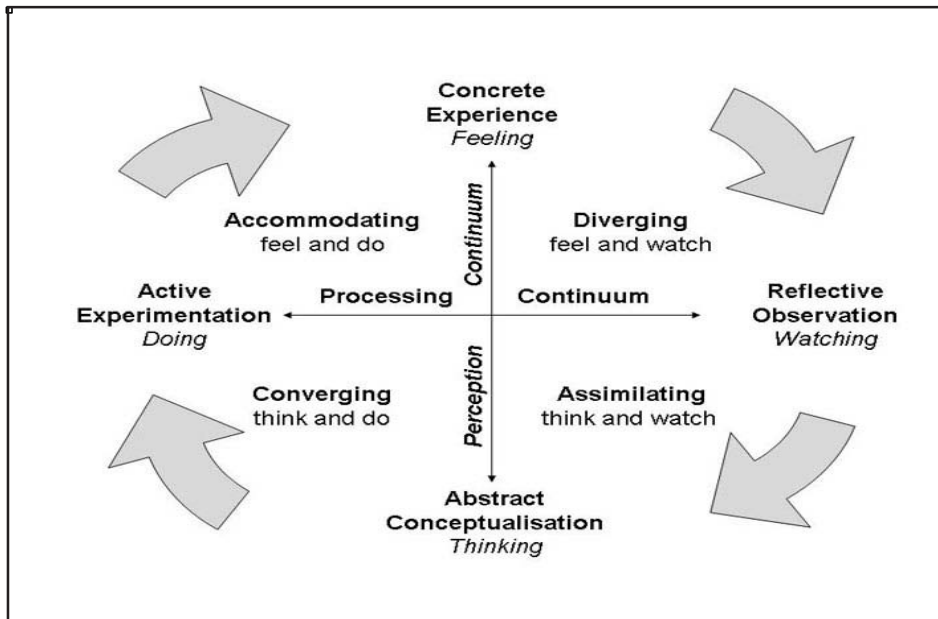 Concrete
Experience
Feeling
Continuum
Accommodating
feel and do
Diverging
feel and watch
Active
Experimentation
Doing
Processing
Continuum
Reflective
Observation
Watching
Perception
Converging
think and do
Assimilating
think and watch
Abstract
Conceptualisation
Thinking